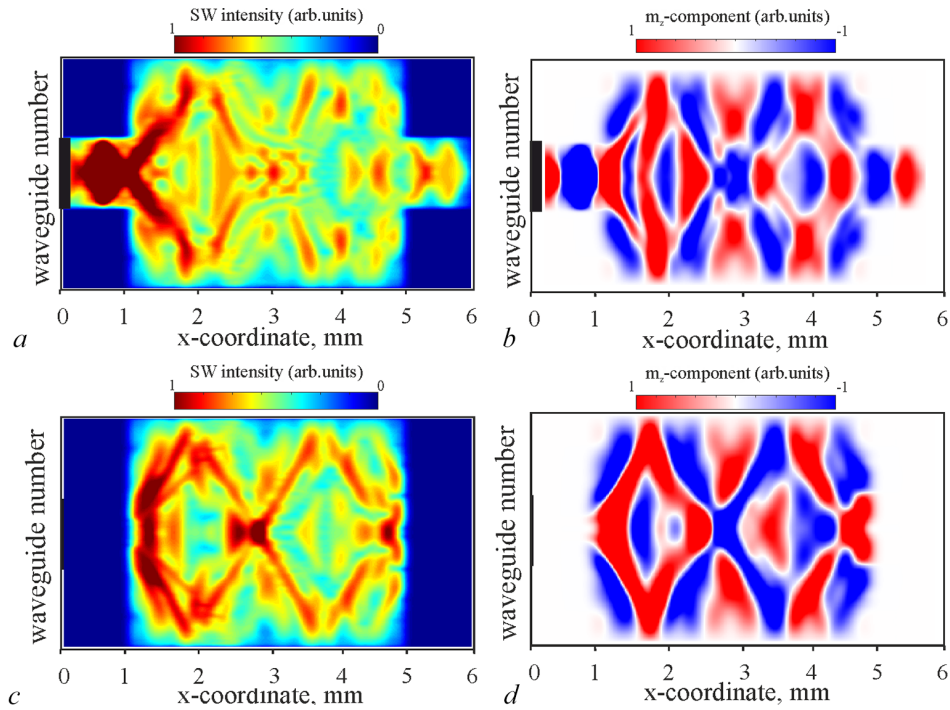 SW intensity (arb.units)
1
0
waveguide number
0 1 2 3 4 5 6
x-coordinate, mm
a
m_z-component (arb.units)
1
-1
waveguide number
0 1 2 3 4 5 6
x-coordinate, mm
b
SW intensity (arb.units)
1
0
waveguide number
0 1 2 3 4 5 6
x-coordinate, mm
c
m_z-component (arb.units)
1
-1
waveguide number
0 1 2 3 4 5 6
x-coordinate, mm
d